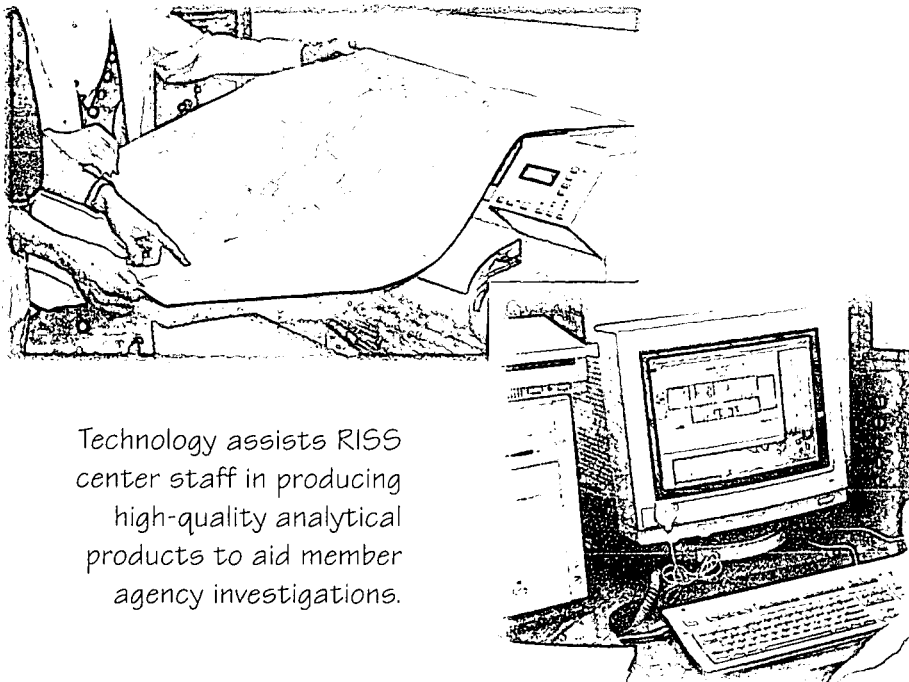 Technology assists RISS
center staff in producing
high-quality analytical
products to aid member
agency investigations.